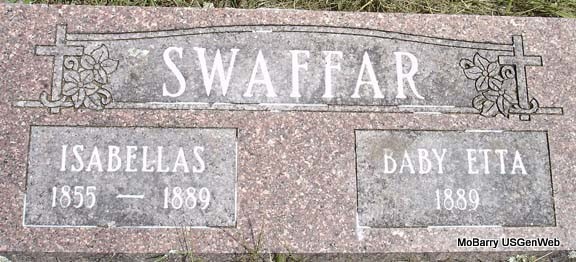 SWAFFAR
ISABELLAS
1855 — 1889
BABY ETTA
1889
MoBarry USGenWeb